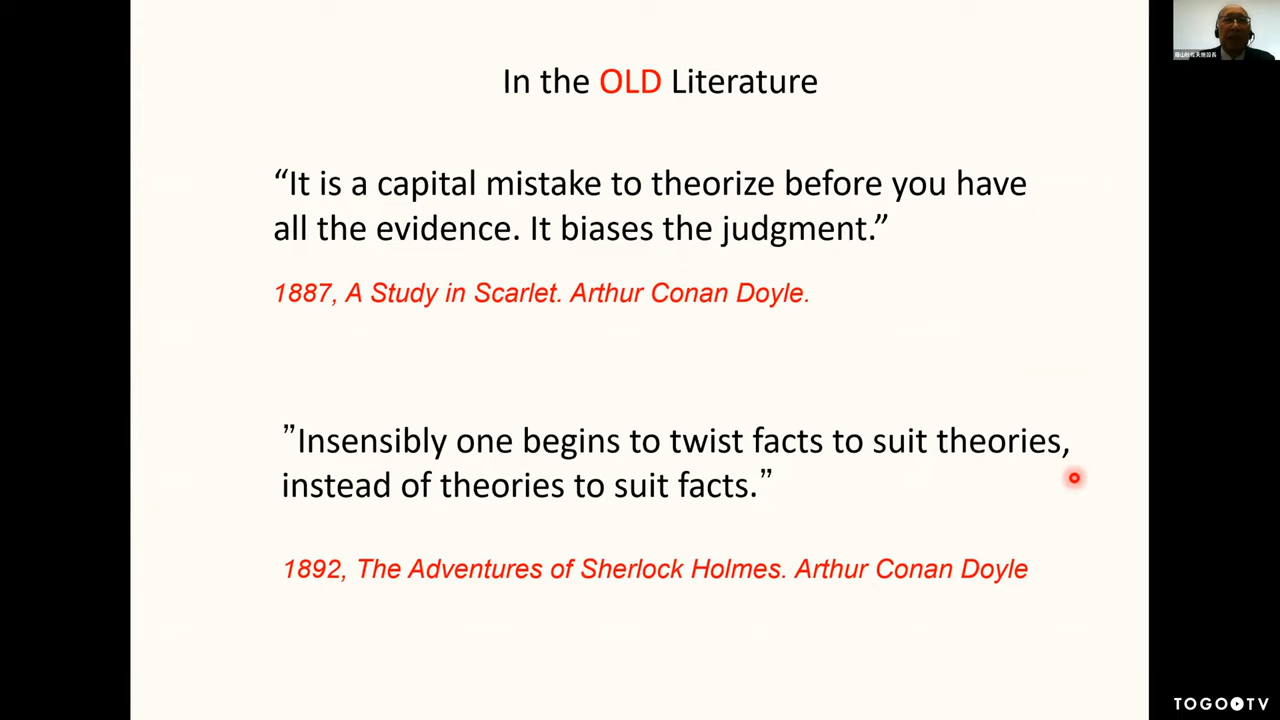 In the OLD Literature
“It is a capital mistake to theorize before you have
all the evidence. It biases the judgment.”
1887, A Study in Scarlet. Arthur Conan Doyle.
”Insensibly one begins to twist facts to suit theories,
instead of theories to suit facts.”
1892, The Adventures of Sherlock Holmes. Arthur Conan Doyle
TOGOTV